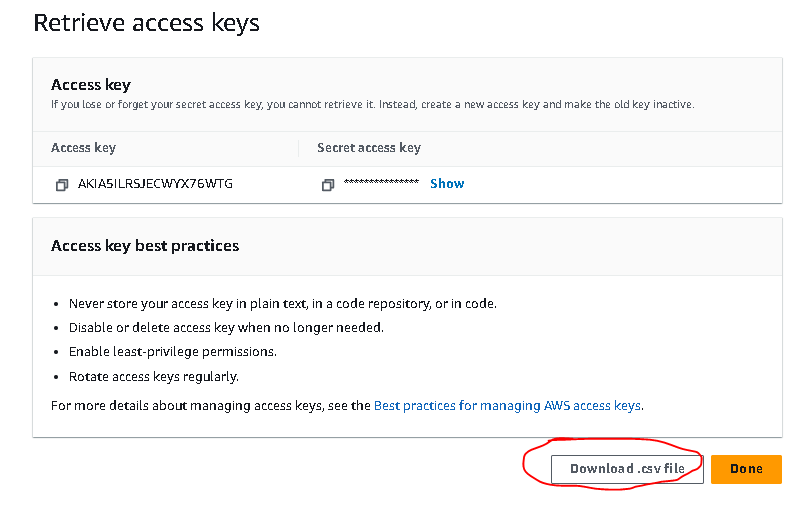 Retrieve access keys
Access key
If you lose or forget your secret access key, you cannot retrieve it. Instead, create a new access key and make the old key inactive.
Access key Secret access key
AKIA5ILRSJECWYX76WTG *************** Show
Access key best practices
• Never store your access key in plain text, in a code repository, or in code.
• Disable or delete access key when no longer needed.
• Enable least-privilege permissions.
• Rotate access keys regularly.
For more details about managing access keys, see the Best practices for managing AWS access keys.
Download .csv file Done